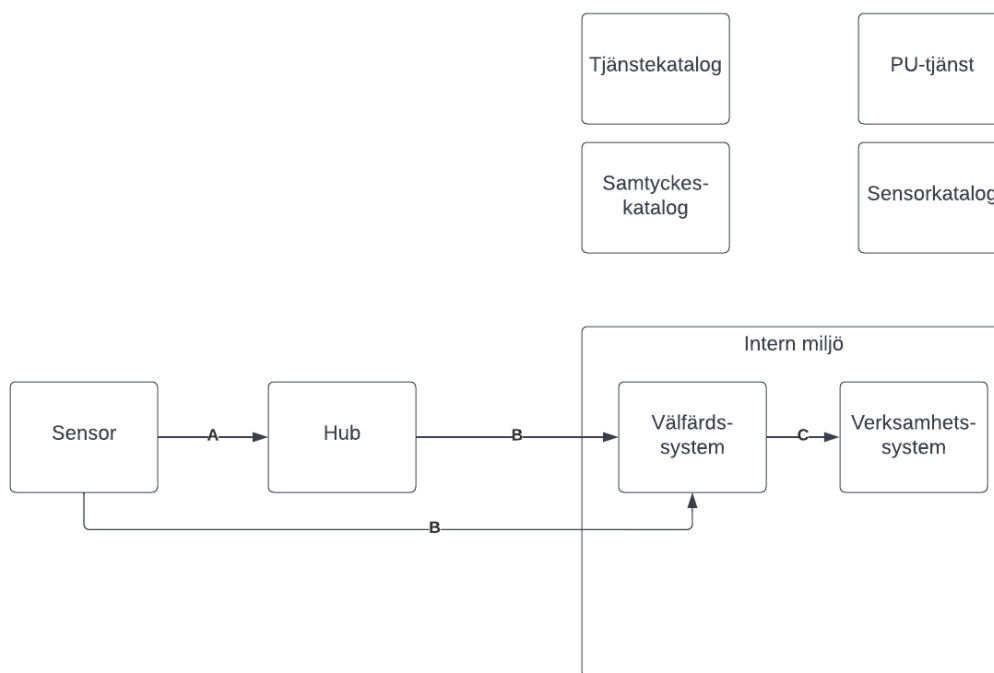 Tjänstekatalog
PU-tjänst
Samtyckes-
katalog
Sensorkatalog
Intern miljö
Sensor
A
Hub
B
Välfärds-
system
C
Verksamhets-
system
B